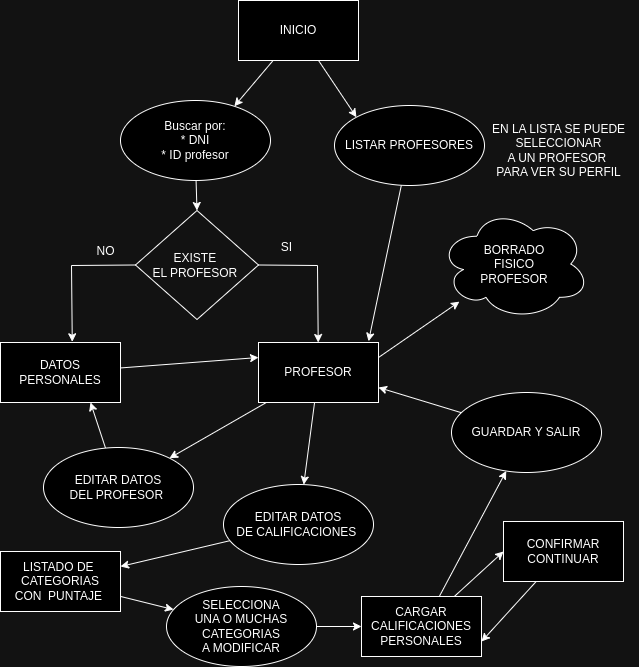 INICIO
Buscar por:
* DNI
* ID profesor
LISTAR PROFESORES
EN LA LISTA SE PUEDE
SELECCIONAR
A UN PROFESOR
PARA VER SU PERFIL
NO
EXISTE
EL PROFESOR
SI
BORRADO
FISICO
PROFESOR
DATOS
PERSONALES
PROFESOR
GUARDAR Y SALIR
EDITAR DATOS
DEL PROFESOR
EDITAR DATOS
DE CALIFICACIONES
CONFIRMAR
CONTINUAR
LISTADO DE
CATEGORIAS
CON PUNTAJE
SELECCIONA
UNA O MUCHAS
CATEGORIAS
A MODIFICAR
CARGAR
CALIFICACIONES
PERSONALES